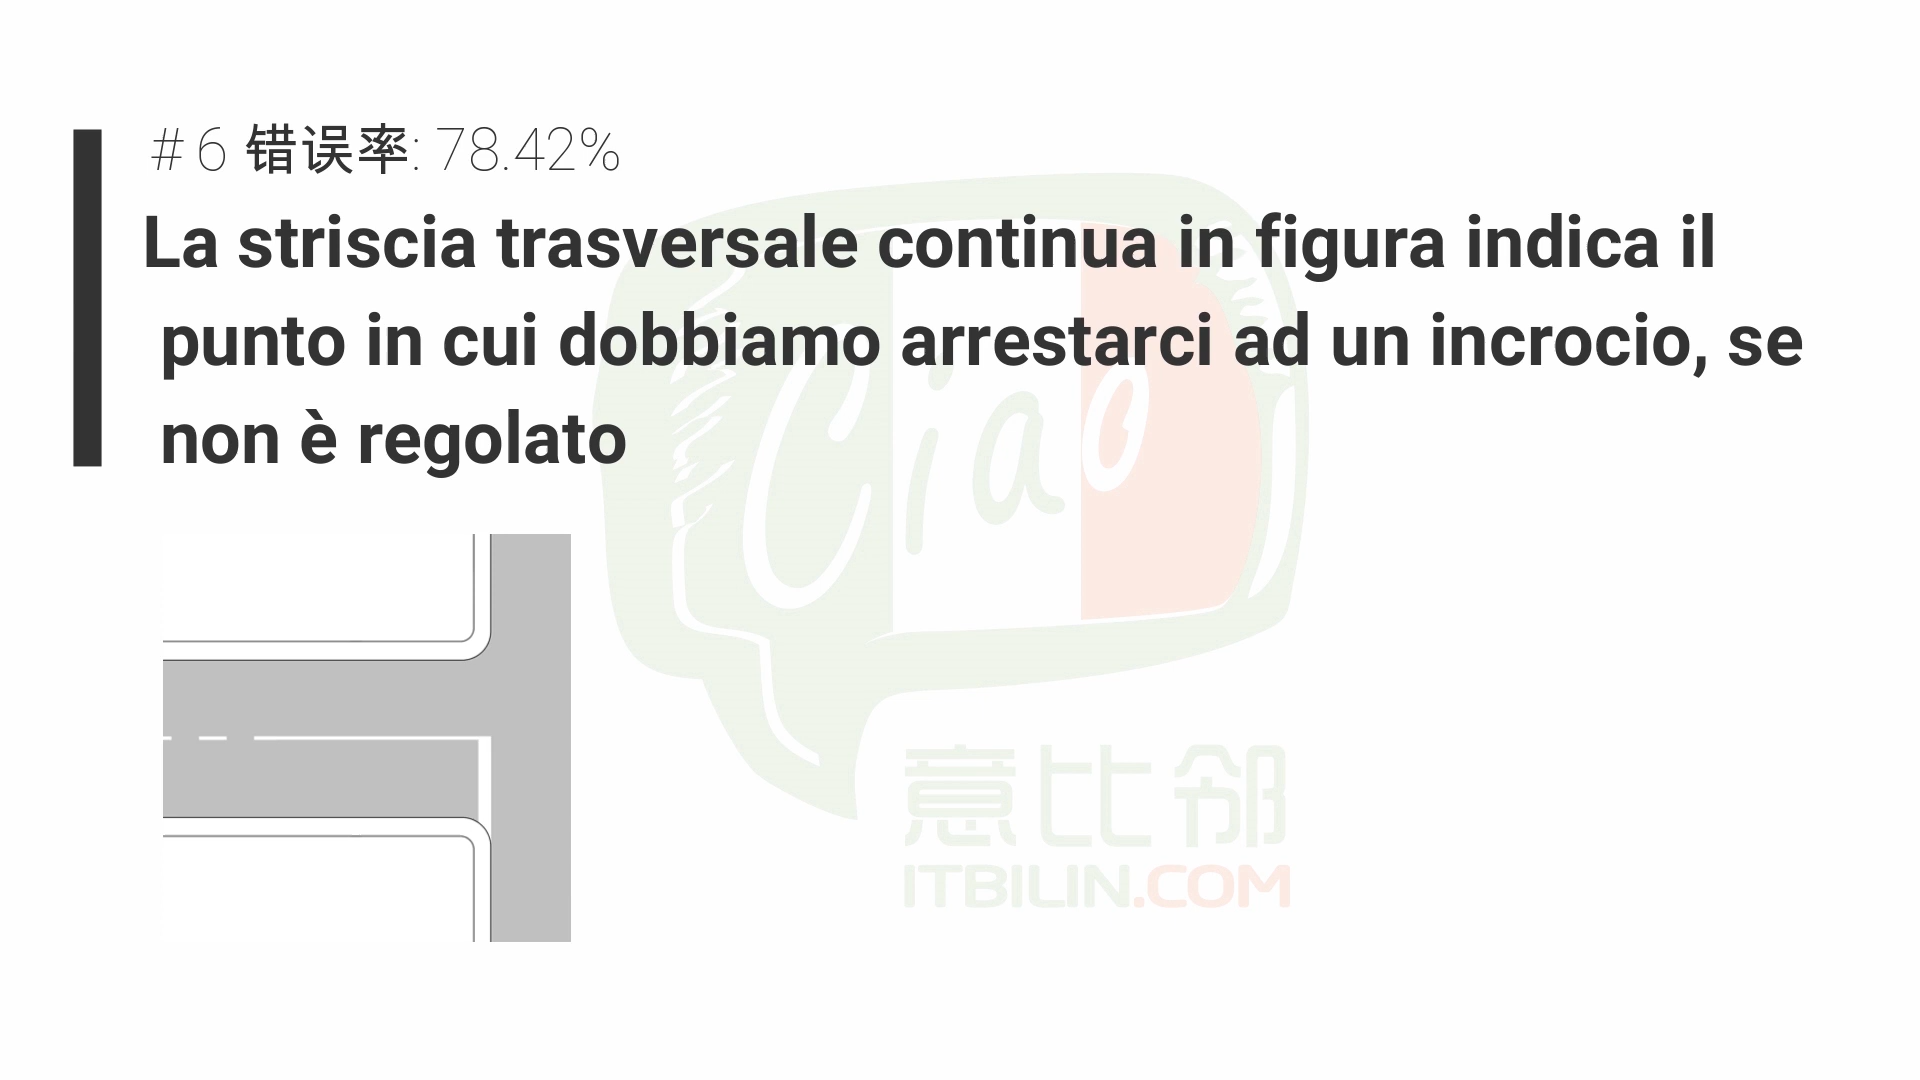 # 6 错误率: 78.42%
La striscia trasversale continua in figura indica il
punto in cui dobbiamo arrestarci ad un incrocio, se
non è regolato
Ciao
意比邻
ITBILIN.COM